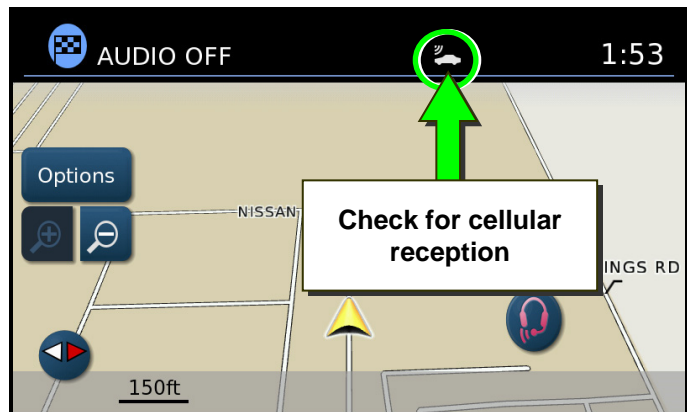 AUDIO OFF
1:53
Options
NISSAN
Check for cellular
reception
INGS RD
150ft